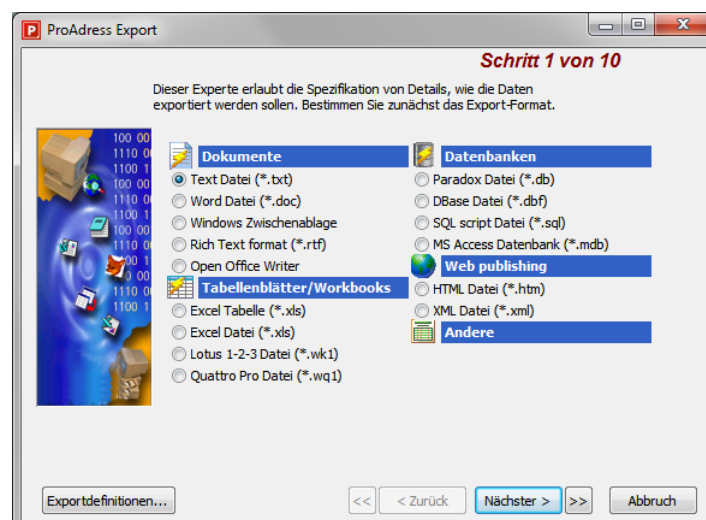 ProAdress Export
Schritt 1 von 10
Dieser Experte erlaubt die Spezifikation von Details, wie die Daten
exportiert werden sollen. Bestimmen Sie zunächst das Export-Format.
Dokumente
Text Datei (*.txt)
Word Datei (*.doc)
Windows Zwischenablage
Rich Text format (*.rtf)
Open Office Writer
Tabellenblätter/Workbooks
Excel Tabelle (*.xls)
Excel Datei (*.xls)
Lotus 1-2-3 Datei (*.wk1)
Quattro Pro Datei (*.wq1)
Datenbanken
Paradox Datei (*.db)
DBase Datei (*.dbf)
SQL script Datei (*.sql)
MS Access Datenbank (*.mdb)
Web publishing
HTML Datei (*.htm)
XML Datei (*.xml)
Andere
Exportdefinitionen...
<<
< Zurück
Nächster >
>>
Abbruch